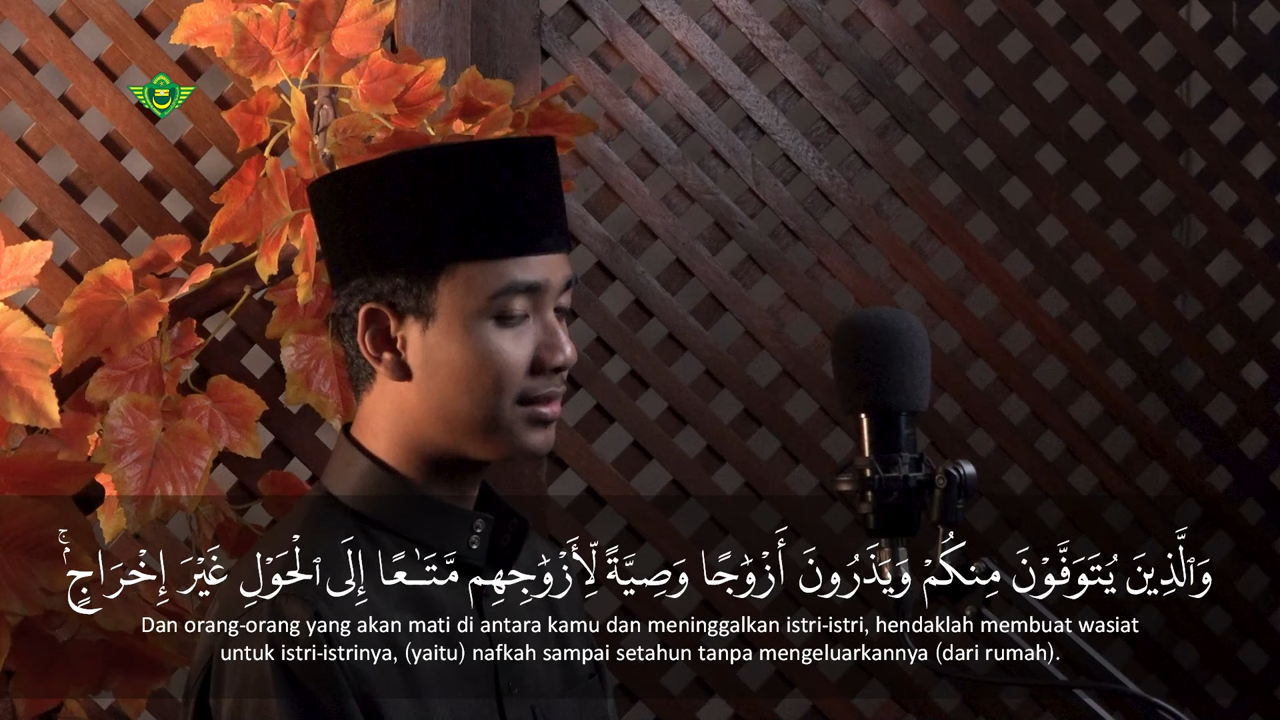 وَٱلَّذِينَ يُتَوَفَّوْنَ مِنكُمْ وَيَذَرُونَ أَزْوَٰجًا وَصِيَّةً لِّأَزْوَٰجِهِم مَّتَـٰعًا إِلَى ٱلْحَوْلِ غَيْرَ إِخْرَاجٍۢ ۚ
Dan orang-orang yang akan mati di antara kamu dan meninggalkan istri-istri, hendaklah membuat wasiat
untuk istri-istrinya, (yaitu) nafkah sampai setahun tanpa mengeluarkannya (dari rumah).